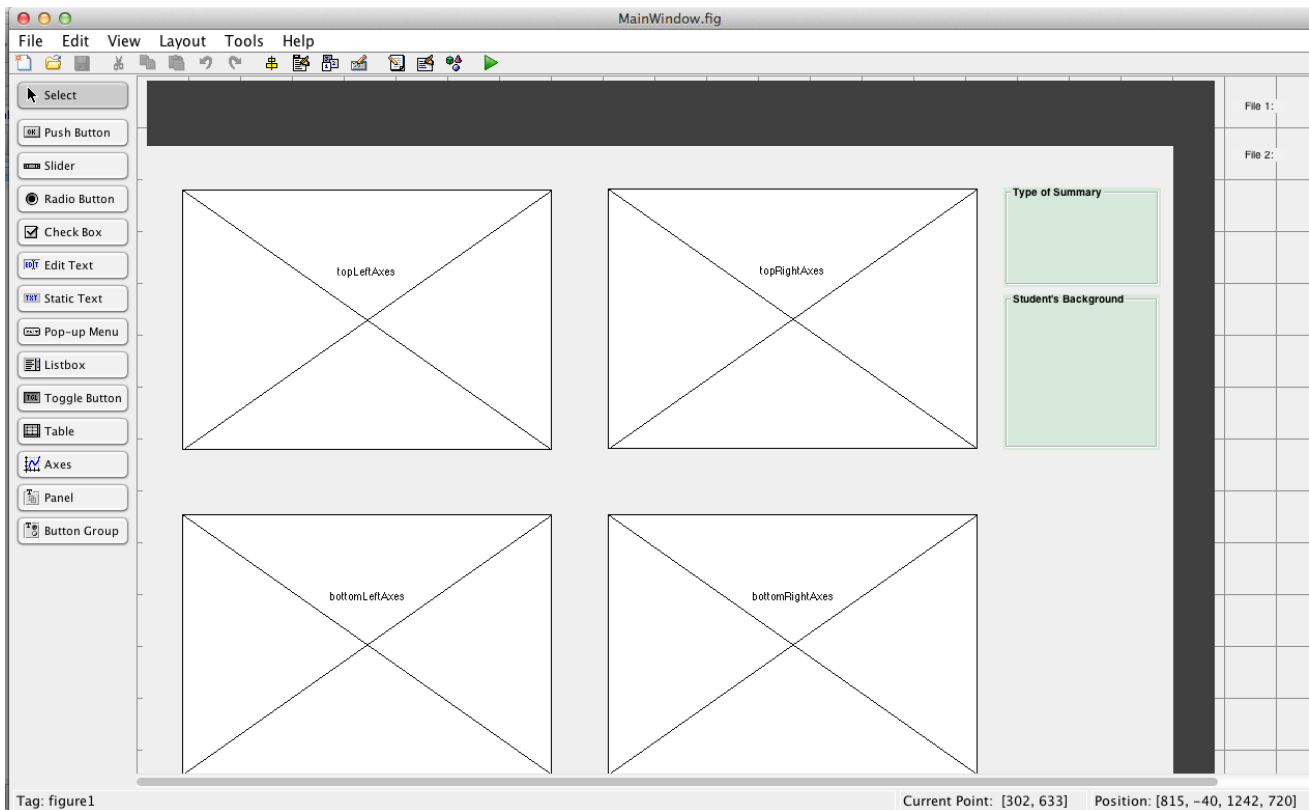 MainWindow.fig
File Edit View Layout Tools Help
Select
Push Button
Slider
Radio Button
Check Box
Edit Text
Static Text
Pop-up Menu
Listbox
Toggle Button
Table
Axes
Panel
Button Group
topLeftAxes
topRightAxes
Type of Summary
Student's Background
File 1:
File 2:
bottomLeftAxes
bottomRightAxes
Tag: figure1
Current Point: [302, 633] Position: [815, -40, 1242, 720]